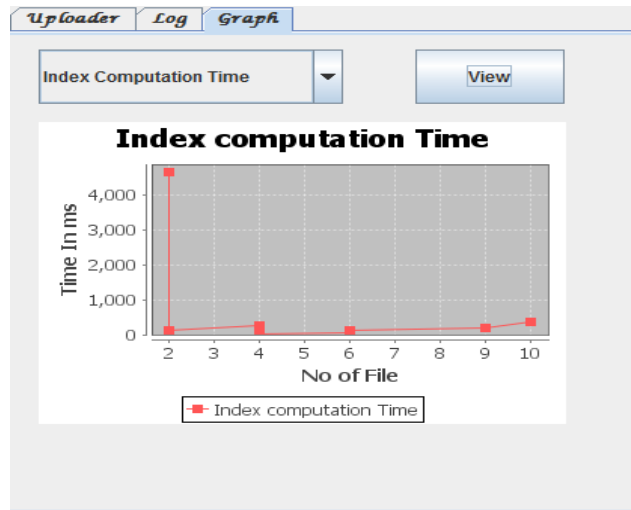 Uploader Log Graph
Index Computation Time View
Index computation Time
Time In ms
4,000
3,000
2,000
1,000
0
2 3 4 5 6 7 8 9 10
No of File
Index computation Time